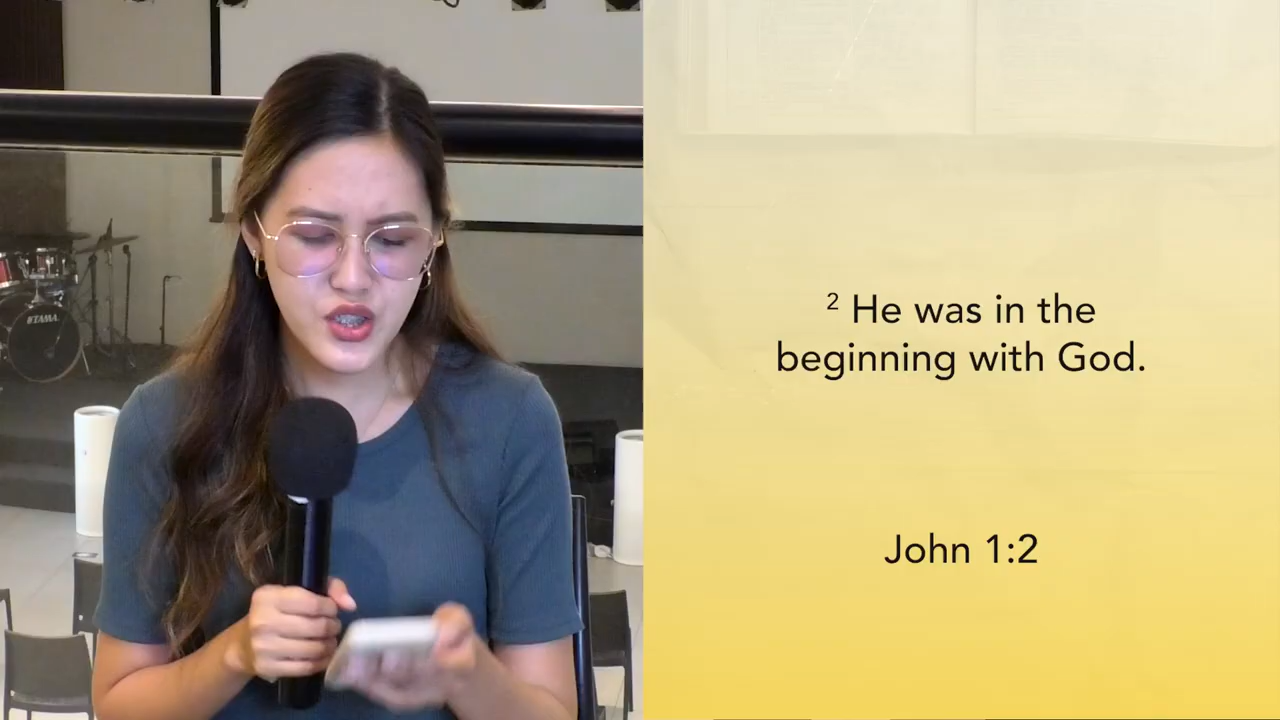 TAMA
² He was in the
beginning with God.
John 1:2